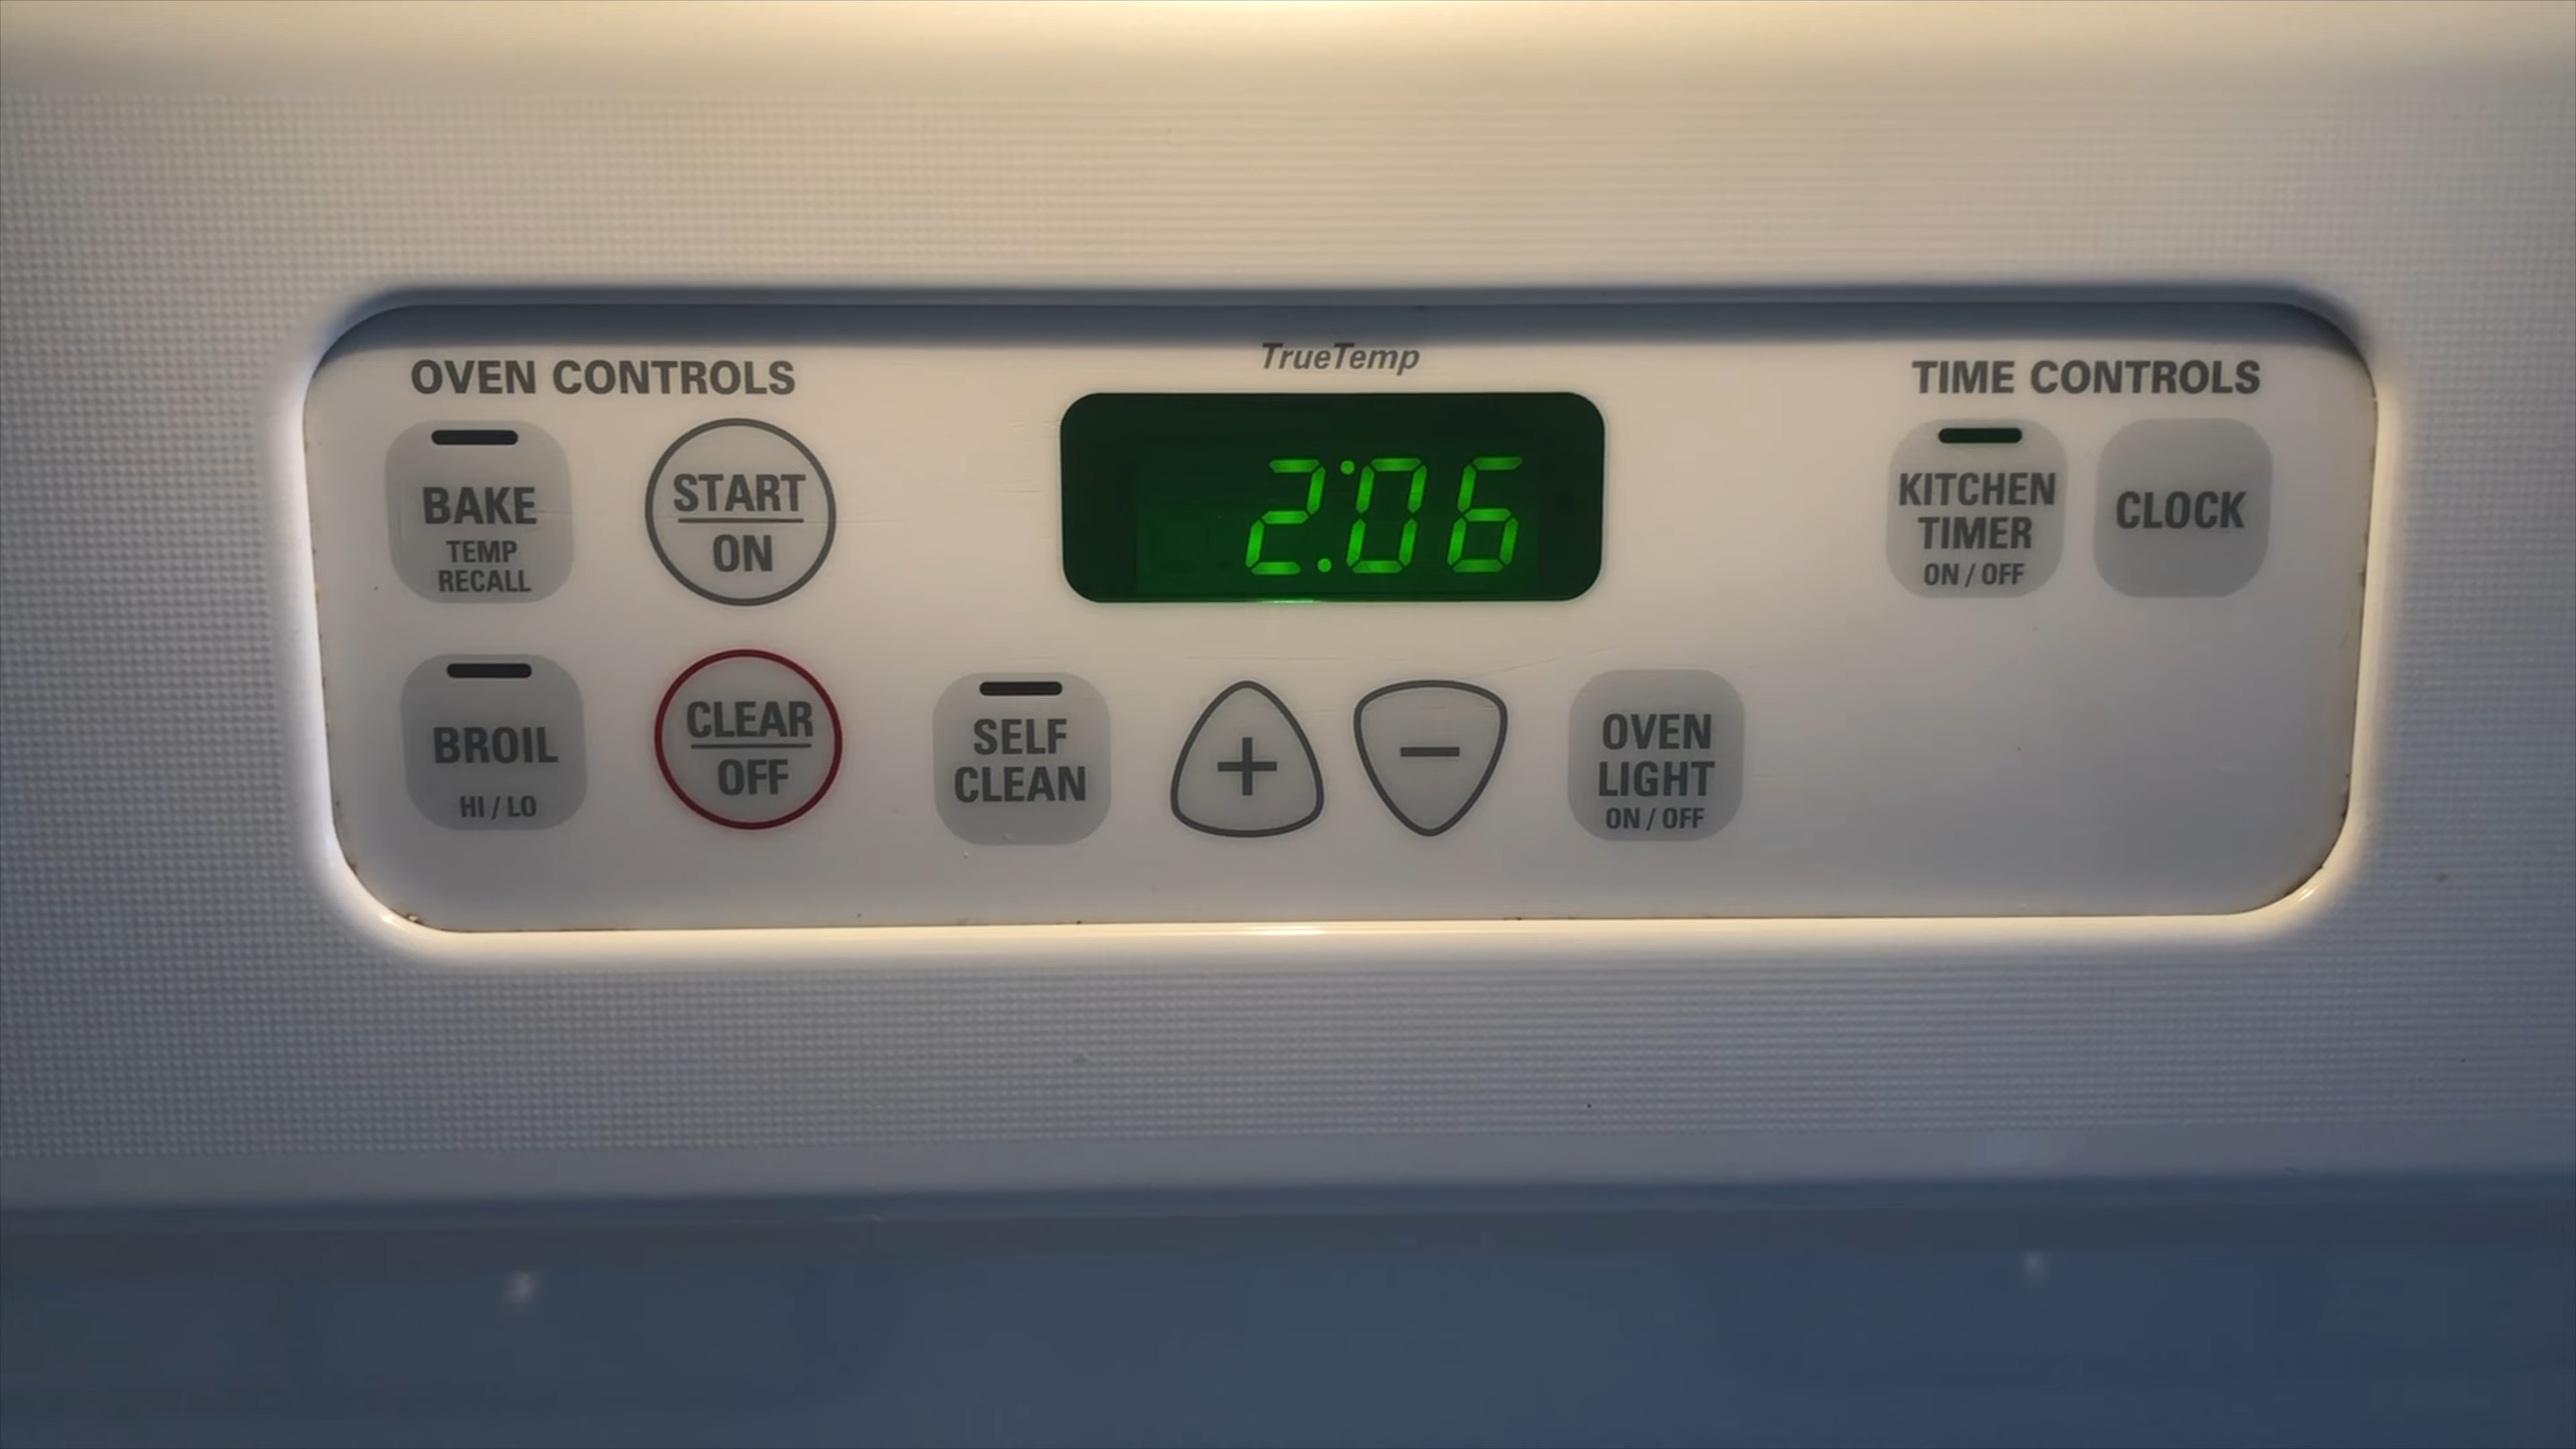 OVEN CONTROLS
BAKE
TEMP
RECALL
START
ON
BROIL
HI / LO
CLEAR
OFF
TrueTemp
2:06
SELF
CLEAN
+
−
OVEN
LIGHT
ON / OFF
TIME CONTROLS
KITCHEN
TIMER
ON / OFF
CLOCK